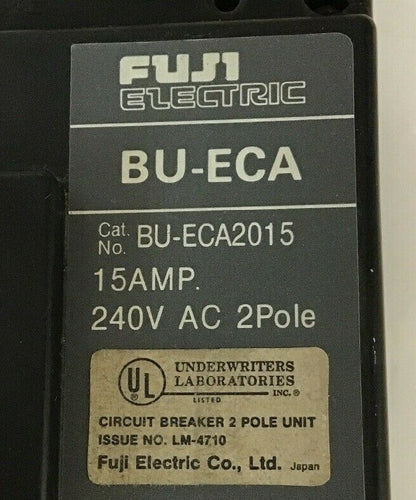 FUJI
ELECTRIC
BU-ECA
Cat. No. BU-ECA2015
15AMP.
240V AC 2Pole
UL UNDERWRITERS
LABORATORIES
INC.®
LISTED
®
CIRCUIT BREAKER 2 POLE UNIT
ISSUE NO. LM-4710
Fuji Electric Co., Ltd. Japan